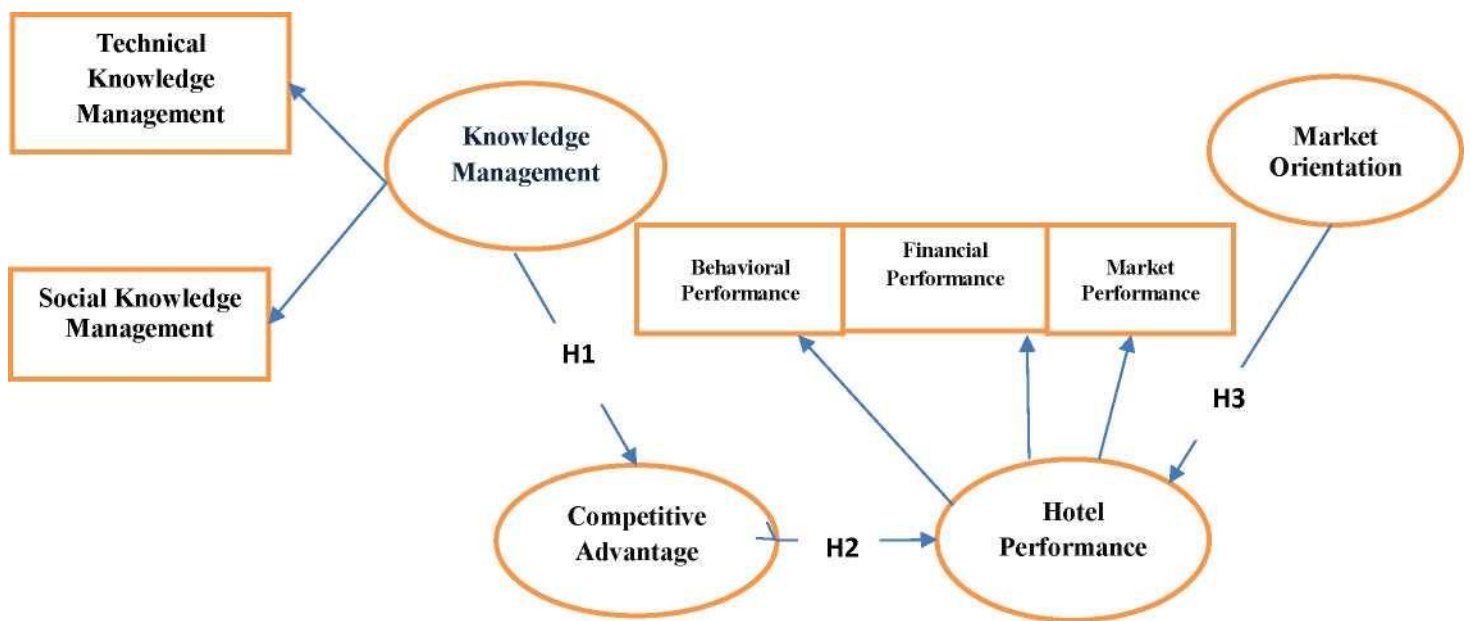 Technical
Knowledge
Management
Knowledge
Management
Market
Orientation
Behavioral
Performance
Financial
Performance
Market
Performance
Social Knowledge
Management
H1
H3
Competitive
Advantage
H2
Hotel
Performance